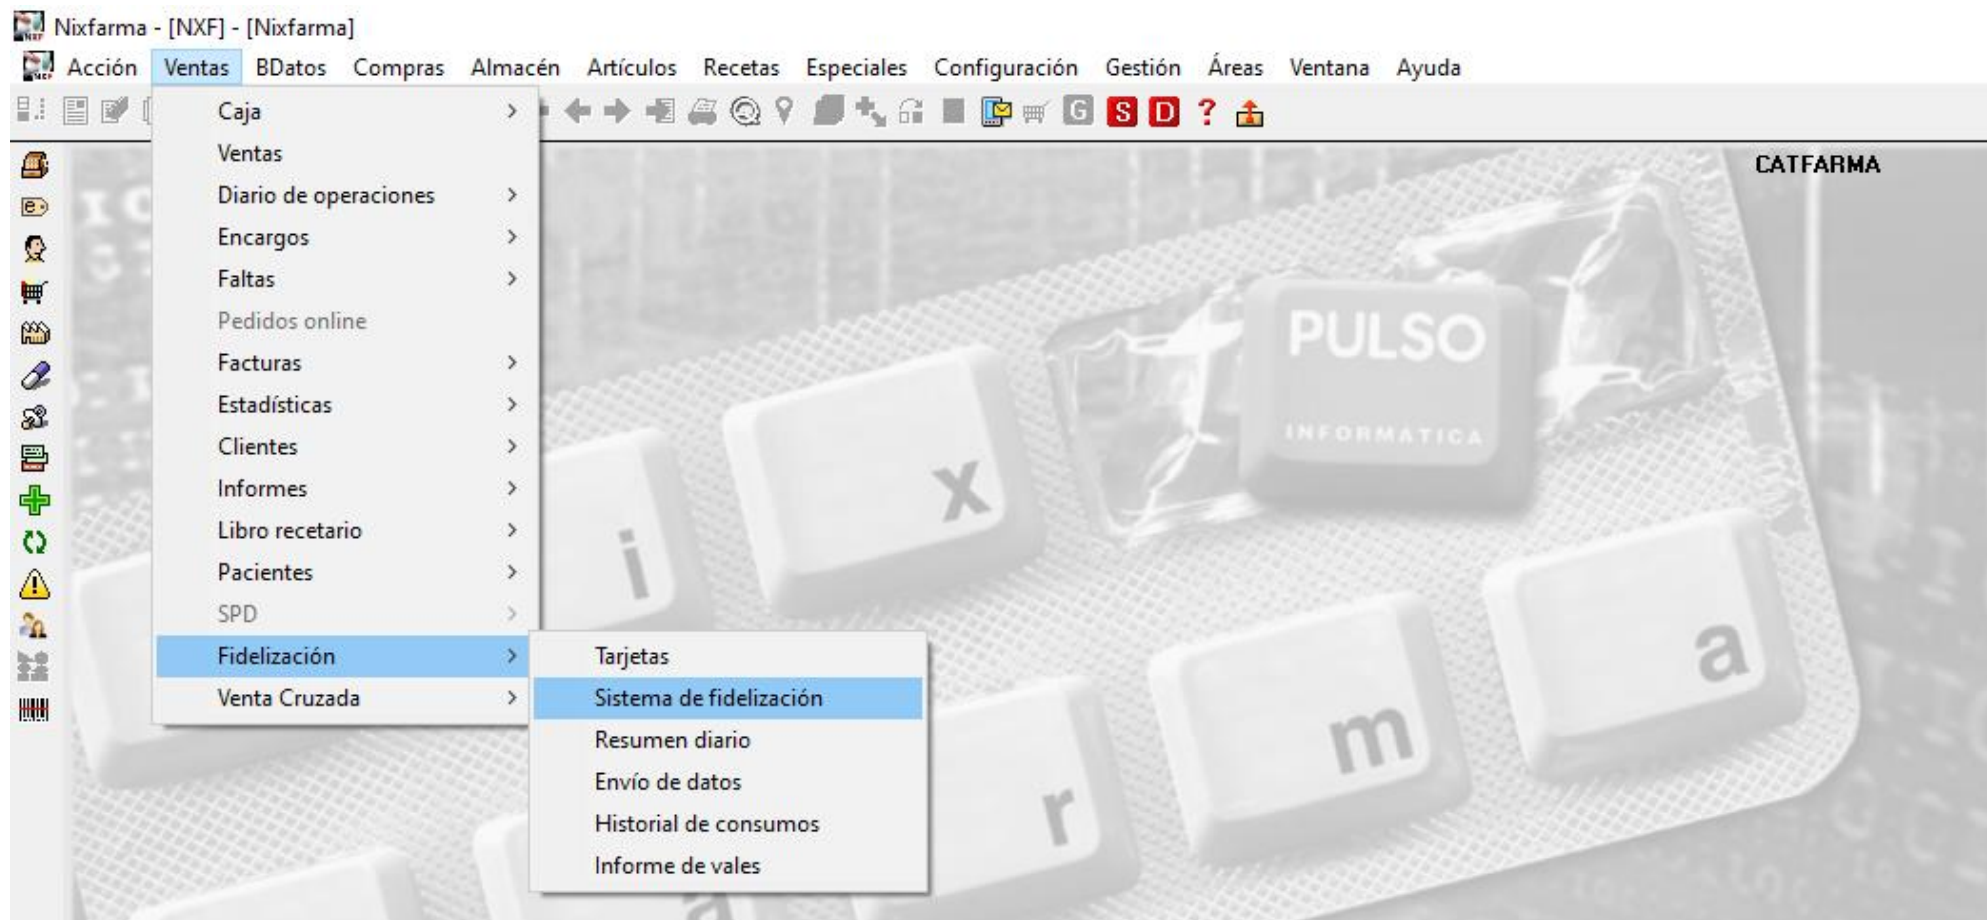 Nixfarma - [NXF] - [Nixfarma]
Acción Ventas BDatos Compras Almacén Artículos Recetas Especiales Configuración Gestión Áreas Ventana Ayuda
G S D ?
CATFARMA
Caja
Ventas
Diario de operaciones
Encargos
Faltas
Pedidos online
Facturas
Estadísticas
Clientes
Informes
Libro recetario
Pacientes
SPD
Fidelización
Venta Cruzada
Tarjetas
Sistema de fidelización
Resumen diario
Envío de datos
Historial de consumos
Informe de vales
PULSO
INFORMATICA
i
x
r
m
a